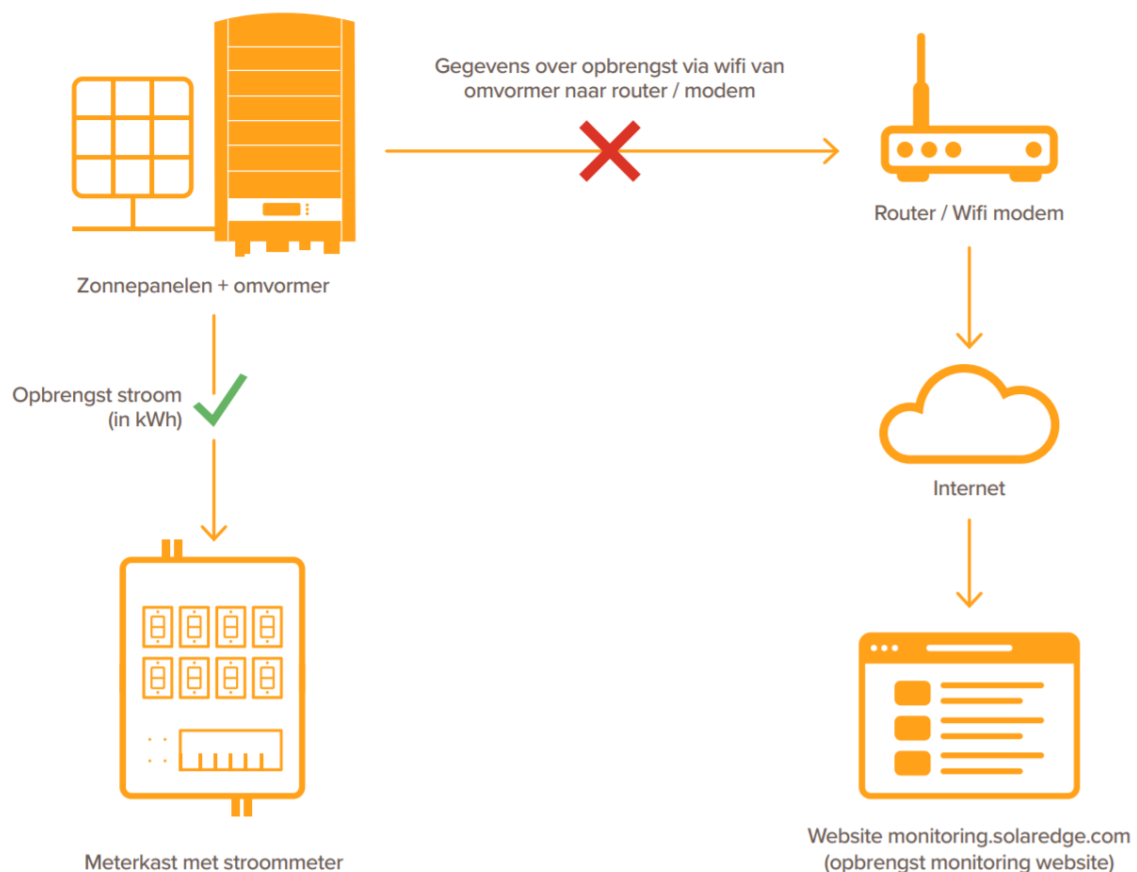 Gegevens over opbrengst via wifi van
omvormer naar router / modem
Router / Wifi modem
Zonnepanelen + omvormer
Opbrengst stroom
(in kWh)
Internet
Meterkast met stroommeter
Website monitoring.solaredge.com
(opbrengst monitoring website)